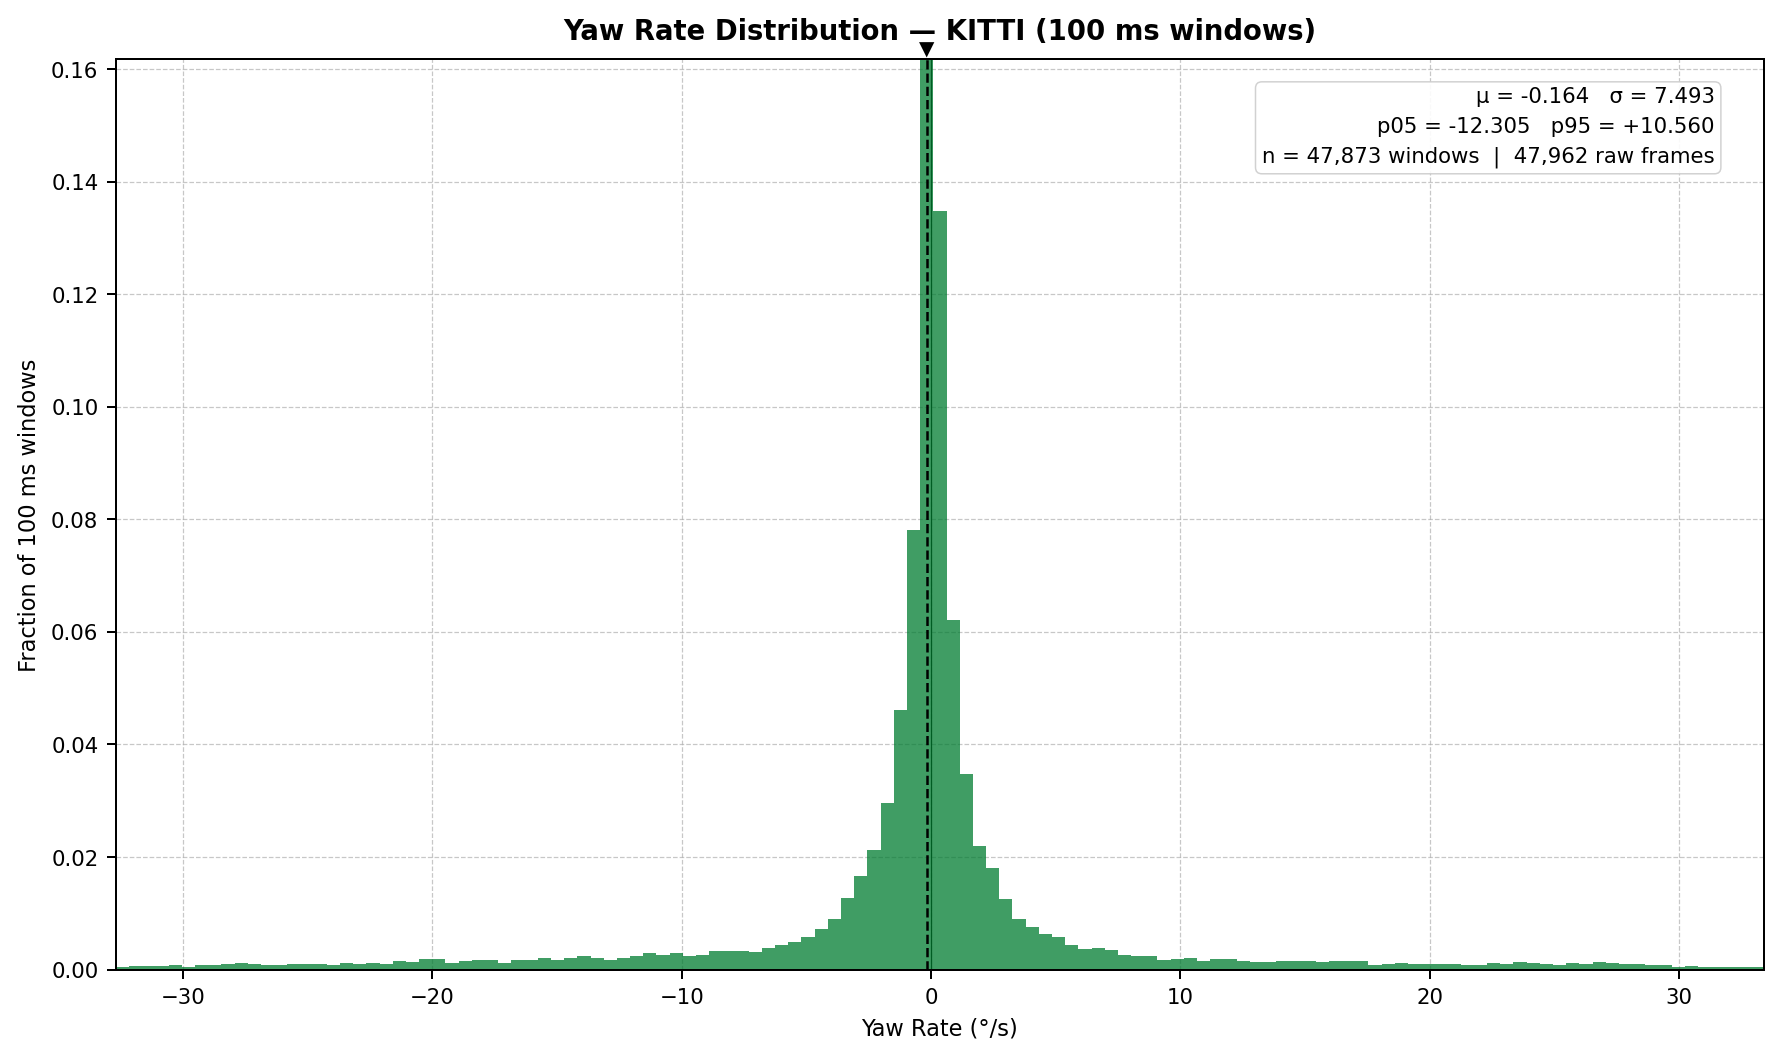 Yaw Rate Distribution — KITTI (100 ms windows)
μ = -0.164   σ = 7.493
p05 = -12.305   p95 = +10.560
n = 47,873 windows  |  47,962 raw frames
Fraction of 100 ms windows
0.16
0.14
0.12
0.10
0.08
0.06
0.04
0.02
0.00
−30
−20
−10
0
10
20
30
Yaw Rate (°/s)